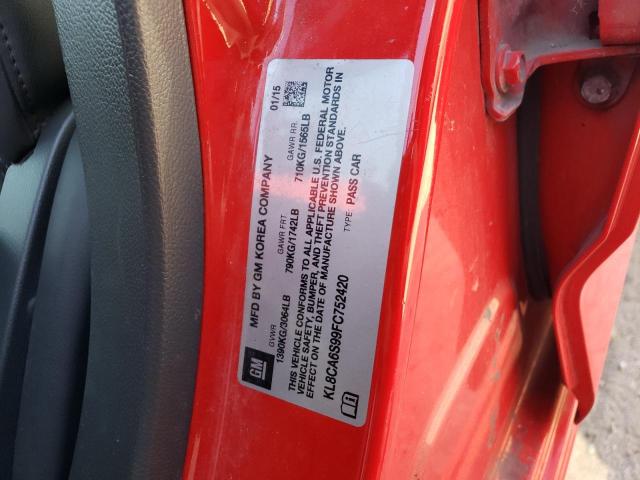 GM
MFD BY GM KOREA COMPANY 01/15
GVWR GAWR FRT GAWR RR
1390KG/3064LB 790KG/1742LB 710KG/1565LB
THIS VEHICLE CONFORMS TO ALL APPLICABLE U.S. FEDERAL MOTOR
VEHICLE SAFETY, BUMPER, AND THEFT PREVENTION STANDARDS IN
EFFECT ON THE DATE OF MANUFACTURE SHOWN ABOVE.
KL8CA6S99FC752420 TYPE: PASS CAR